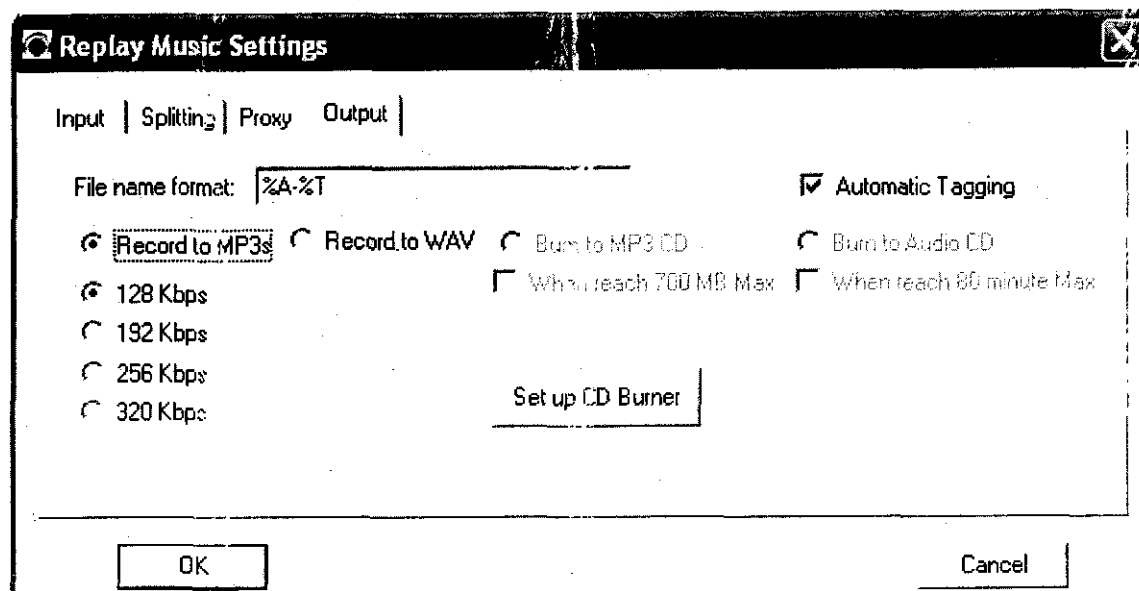 Replay Music Settings
Input Splitting Proxy Output
File name format: %A-%T Automatic Tagging
Record to MP3s Record to WAV Burn to MP3 CD Burn to Audio CD
128 Kbps When reach 700 MB Max When reach 80 minute Max
192 Kbps
256 Kbps
320 Kbps
Set up CD Burner
OK Cancel